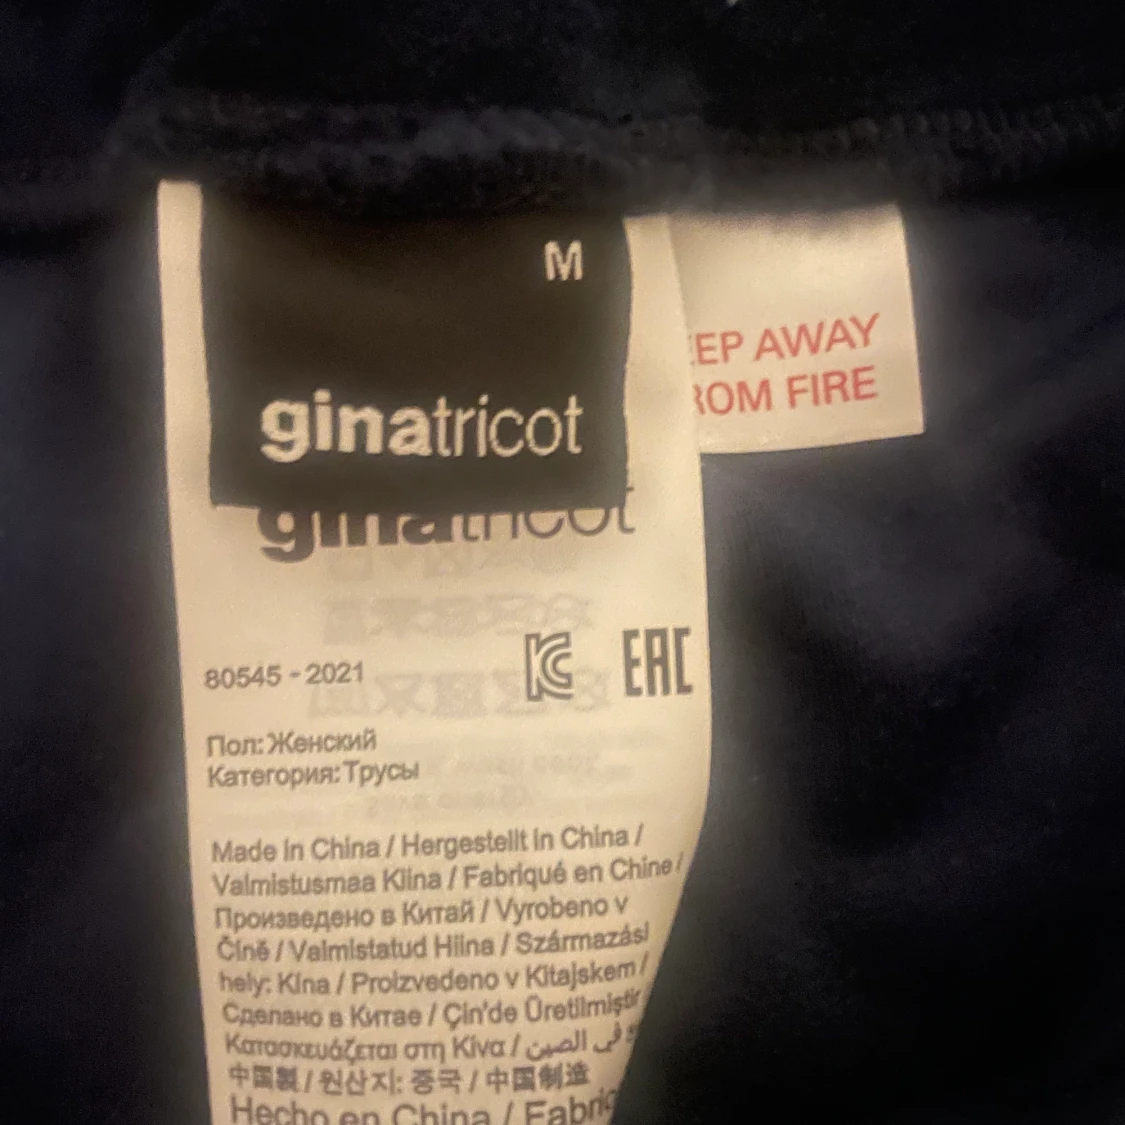 M
ginatricot
EP AWAY
ROM FIRE
ginatricot
80545 - 2021
EAC
Пол: Женский
Категория: Трусы
Made in China / Hergestellt in China /
Valmistusmaa Kiina / Fabriqué en Chine /
Произведено в Китай / Vyrobeno v
Číně / Valmistatud Hiina / Származási
hely: Kína / Proizvedeno v Kitajskem /
Сделано в Китае / Çin'de Üretilmiştir
Κατασκευάζεται στη Κίνα / في الصين
中国製 / 원산지: 중국 / 中国制造
Hecho en China / Fabric